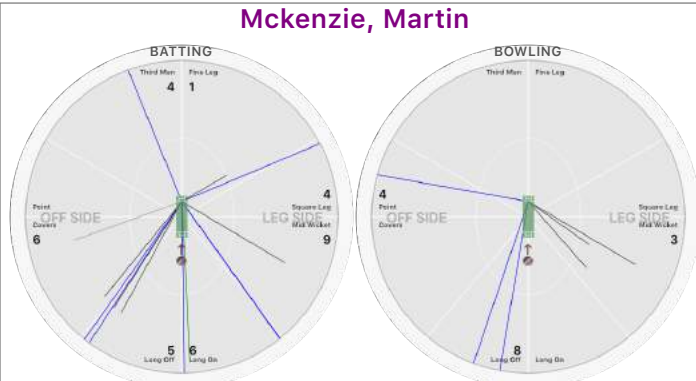 Mckenzie, Martin
BATTING
Third Man Fine Leg
4 1
4
Point Square Leg
OFF SIDE LEG SIDE
Covers Mid Wicket
6 9
5 6
Long Off Long On
BOWLING
Third Man Fine Leg
4
Point Square Leg
OFF SIDE LEG SIDE
Covers Mid Wicket
3
8
Long Off Long On